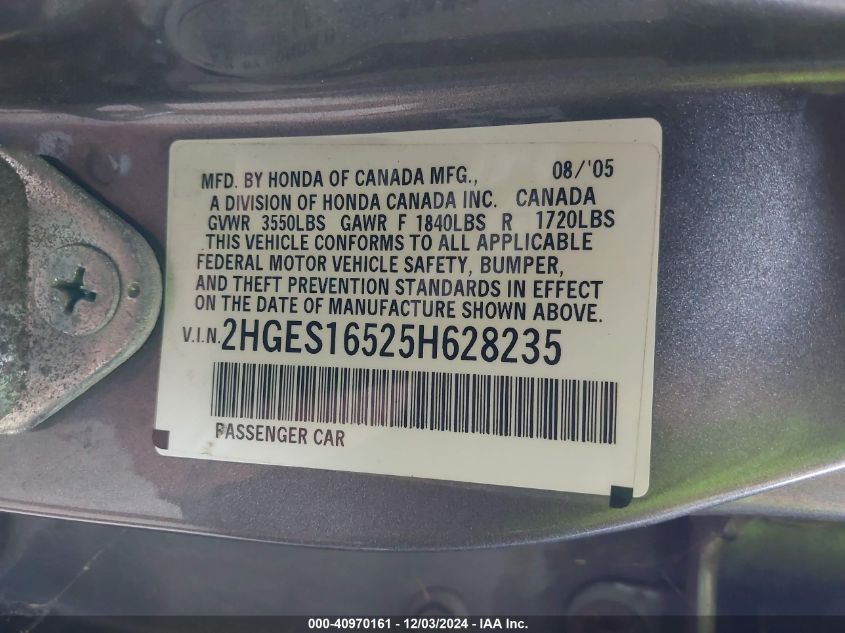 MFD. BY HONDA OF CANADA MFG., 08/'05
A DIVISION OF HONDA CANADA INC. CANADA
GVWR 3550LBS GAWR F 1840LBS R 1720LBS
THIS VEHICLE CONFORMS TO ALL APPLICABLE
FEDERAL MOTOR VEHICLE SAFETY, BUMPER,
AND THEFT PREVENTION STANDARDS IN EFFECT
ON THE DATE OF MANUFACTURE SHOWN ABOVE.
V.I.N. 2HGES16525H628235
PASSENGER CAR
000-40970161 - 12/03/2024 - IAA Inc.